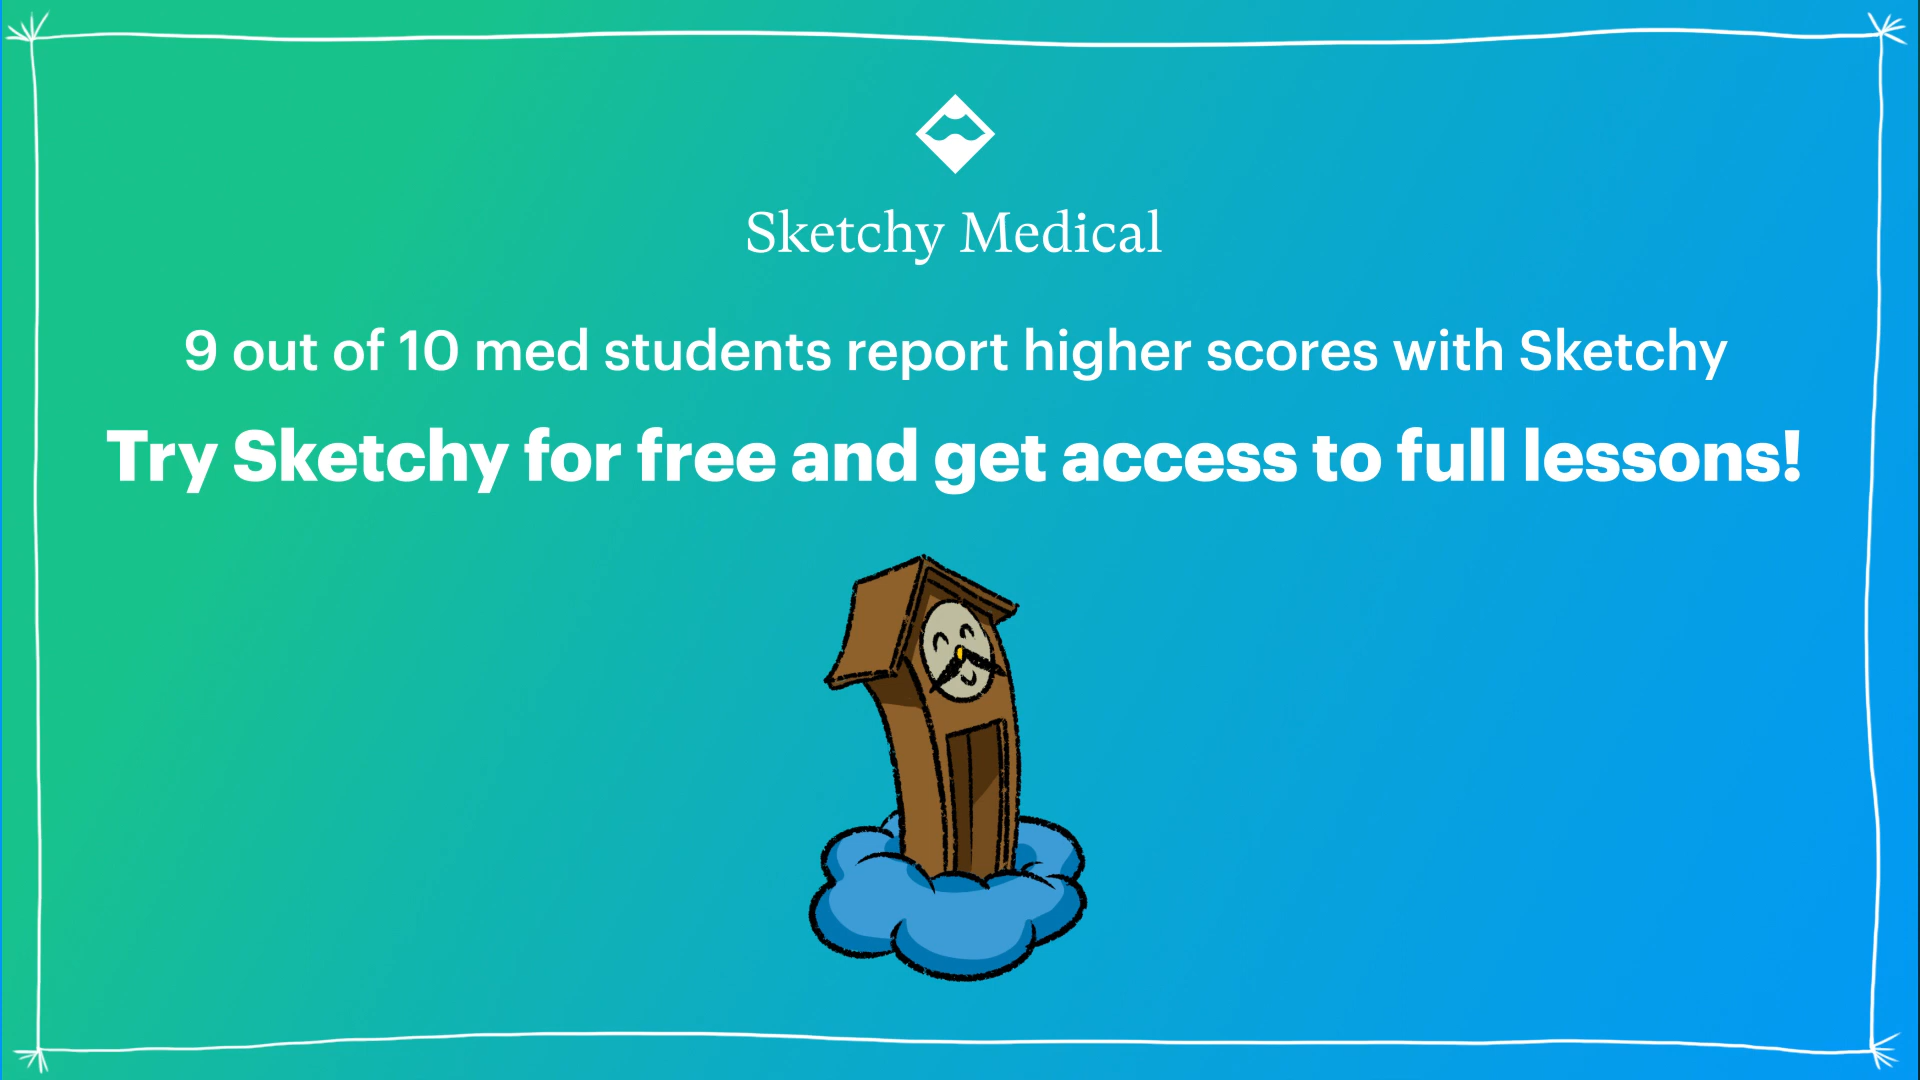 Sketchy Medical
9 out of 10 med students report higher scores with Sketchy
Try Sketchy for free and get access to full lessons!